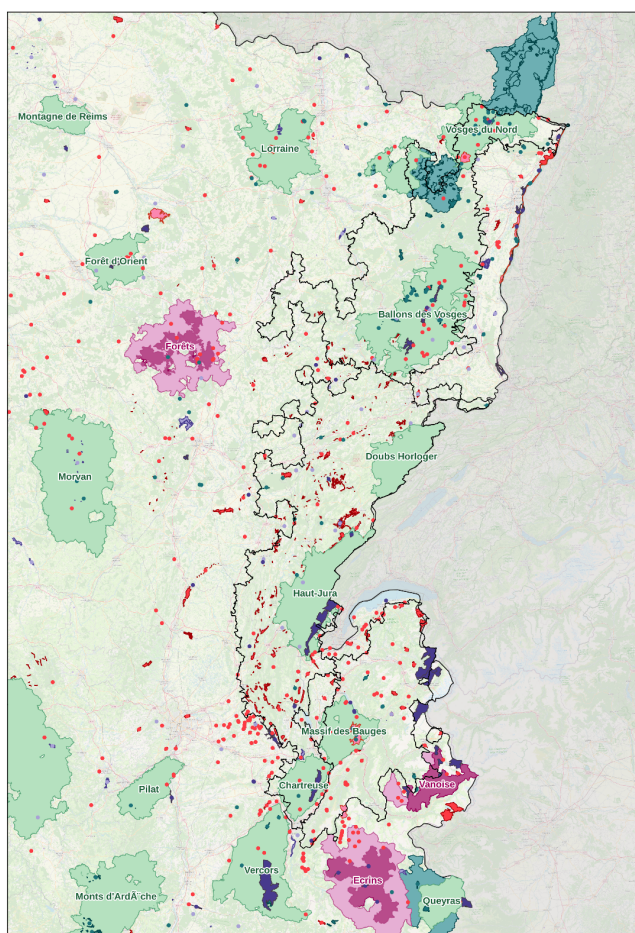 Montagne de Reims
Vosges du Nord
Lorraine
Forêt d'Orient
Ballons des Vosges
Forêts
Doubs Horloger
Morvan
Haut-Jura
Massif des Bauges
Chartreuse
Vanoise
Pilat
Vercors
Ecrins
Monts d'ArdÃ¨che
Queyras